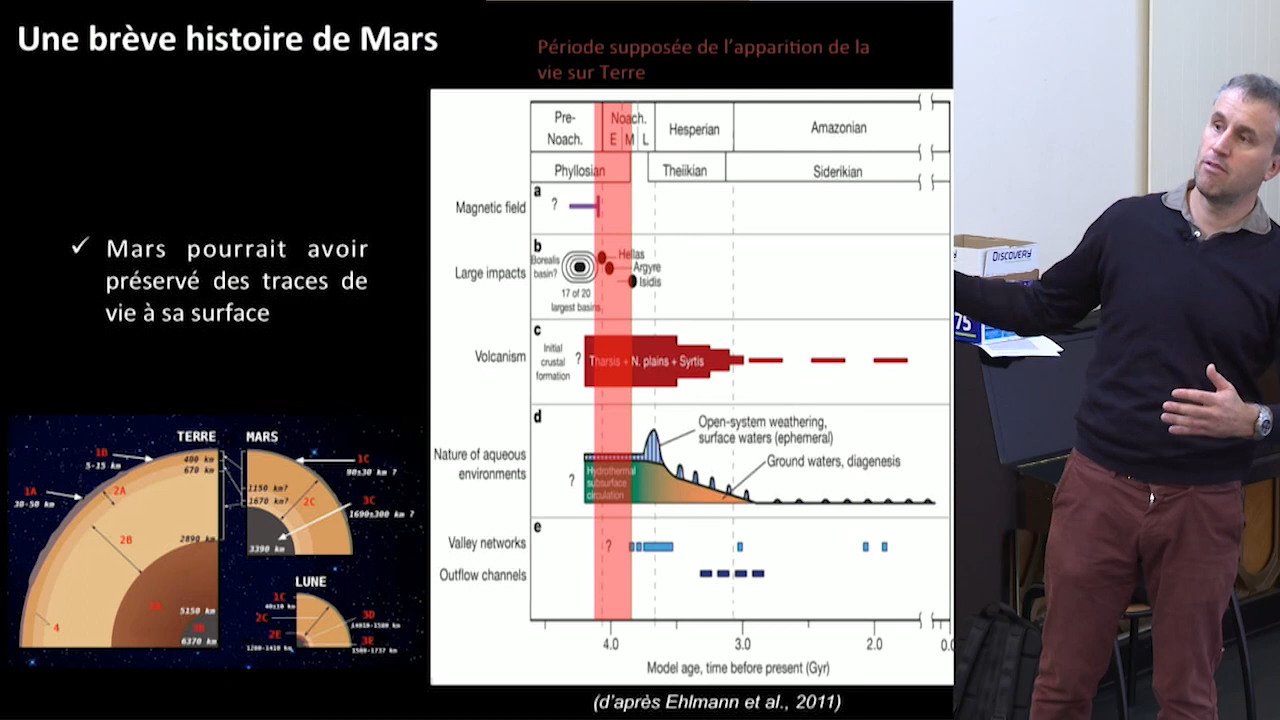 Une brève histoire de Mars
Période supposée de l'apparition de la
vie sur Terre
✓ Mars pourrait avoir
préservé des traces de
vie à sa surface
Pre-
Noach.
Noach.
E M L
Hesperian
Amazonian
Phyllosian
Theiikian
Siderikian
a
Magnetic field
?
b
Large impacts
Borealis
basin?
17 of 20
largest basins
Hellas
Argyre
Isidis
c
Volcanism
Initial
crustal
formation
?
Tharsis + N. plains + Syrtis
d
Nature of aqueous
environments
?
Hydrothermal
subsurface
circulation
Open-system weathering,
surface waters (ephemeral)
Ground waters, diagenesis
e
Valley networks
?
Outflow channels
4.0
3.0
2.0
0.0
Model age, time before present (Gyr)
(d'après Ehlmann et al., 2011)
TERRE
1B
5-15 km
1A
30-50 km
400 km
670 km
2A
2B
2890 km
5150 km
3B
6370 km
4
MARS
1C
90±30 km ?
1150 km?
1670 km?
2C
3C
1690±300 km ?
3390 km
LUNE
1C
40±10 km
2C
2E
3D
3E
DISCOVERY
75